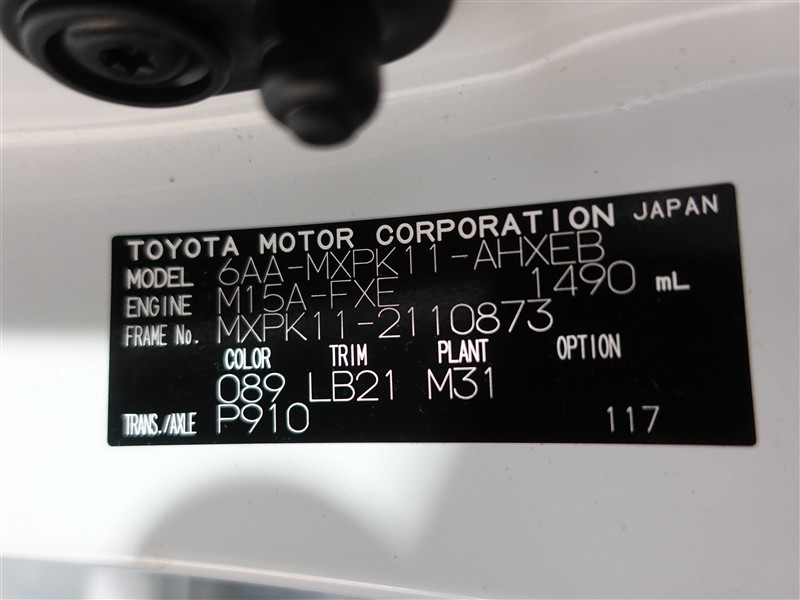 TOYOTA MOTOR CORPORATION JAPAN
MODEL 6AA-MXPK11-AHXEB
ENGINE M15A-FXE 1490 mL
FRAME No. MXPK11-2110873
COLOR TRIM PLANT OPTION
089 LB21 M31
TRANS./AXLE P910 117